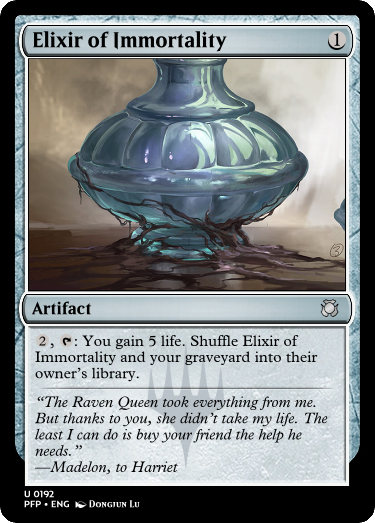 Elixir of Immortality 1
Artifact
2, T: You gain 5 life. Shuffle Elixir of
Immortality and your graveyard into their
owner's library.
"The Raven Queen took everything from me.
But thanks to you, she didn't take my life. The
least I can do is buy your friend the help he
needs."
—Madelon, to Harriet
U 0192
PFP • ENG Dongjun Lu